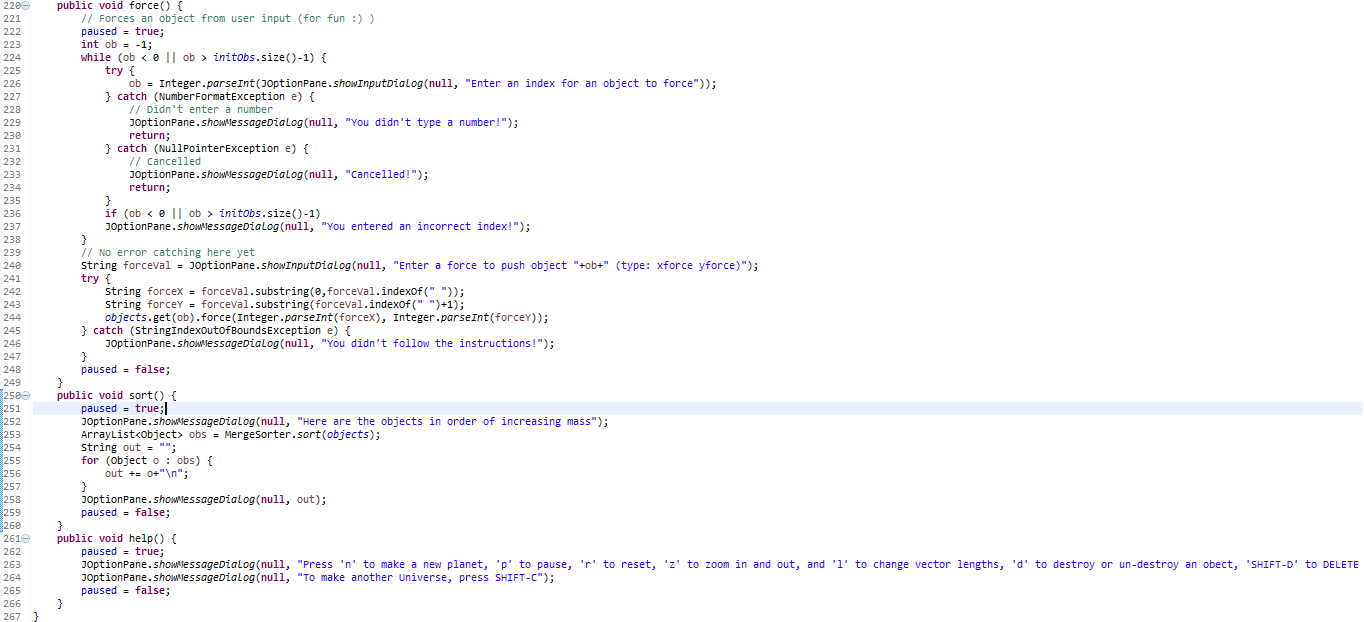 220 public void force() {
221 // Forces an object from user input (for fun :) )
222 paused = true;
223 int ob = -1;
224 while (ob < 0 || ob > initObs.size()-1) {
225 try {
226 ob = Integer.parseInt(JOptionPane.showInputDialog(null, "Enter an index for an object to force"));
227 } catch (NumberFormatException e) {
228 // Didn't enter a number
229 JOptionPane.showMessageDialog(null, "You didn't type a number!");
230 return;
231 } catch (NullPointerException e) {
232 // Cancelled
233 JOptionPane.showMessageDialog(null, "Cancelled!");
234 return;
235 }
236 if (ob < 0 || ob > initObs.size()-1)
237 JOptionPane.showMessageDialog(null, "You entered an incorrect index!");
238 }
239 // No error catching here yet
240 String forceVal = JOptionPane.showInputDialog(null, "Enter a force to push object "+ob+" (type: xforce yforce)");
241 try {
242 String forceX = forceVal.substring(0,forceVal.indexOf(" "));
243 String forceY = forceVal.substring(forceVal.indexOf(" ")+1);
244 objects.get(ob).force(Integer.parseInt(forceX), Integer.parseInt(forceY));
245 } catch (StringIndexOutOfBoundsException e) {
246 JOptionPane.showMessageDialog(null, "You didn't follow the instructions!");
247 }
248 paused = false;
249 }
250 public void sort() {
251 paused = true;
252 JOptionPane.showMessageDialog(null, "Here are the objects in order of increasing mass");
253 ArrayList<Object> obs = MergeSorter.sort(objects);
254 String out = "";
255 for (Object o : obs) {
256 out += o+"\n";
257 }
258 JOptionPane.showMessageDialog(null, out);
259 paused = false;
260 }
261 public void help() {
262 paused = true;
263 JOptionPane.showMessageDialog(null, "Press 'n' to make a new planet, 'p' to pause, 'r' to reset, 'z' to zoom in and out, and 'l' to change vector lengths, 'd' to destroy or un-destroy an obect, 'SHIFT-D' to DELETE
264 JOptionPane.showMessageDialog(null, "To make another Universe, press SHIFT-C");
265 paused = false;
266 }
267 }